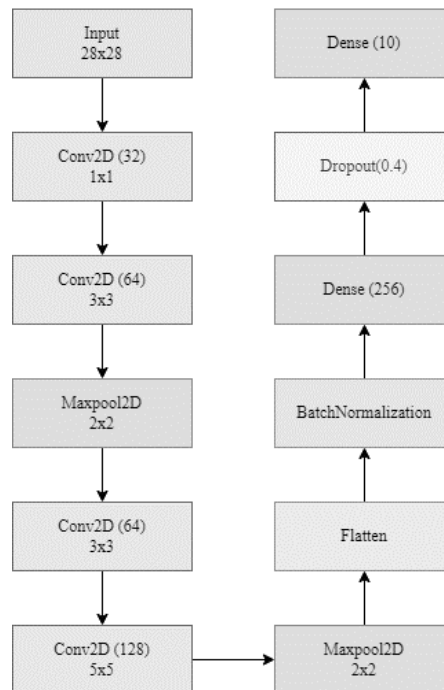 Input
28x28
Conv2D (32)
1x1
Conv2D (64)
3x3
Maxpool2D
2x2
Conv2D (64)
3x3
Conv2D (128)
5x5
Maxpool2D
2x2
Flatten
BatchNormalization
Dense (256)
Dropout(0.4)
Dense (10)